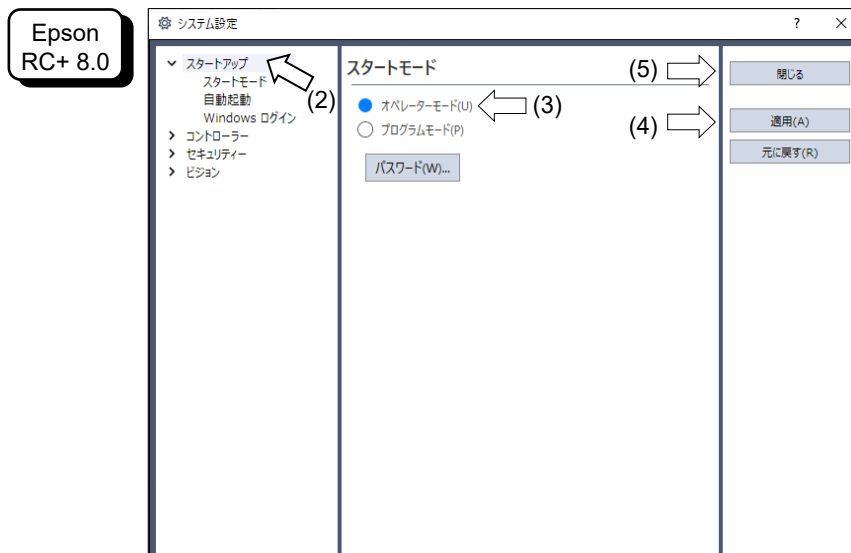 Epson
RC+ 8.0
システム設定
?
スタートアップ
スタートモード
自動起動
Windows ログイン
コントローラー
セキュリティー
ビジョン
(2)
スタートモード
オペレーターモード(U)
(3)
プログラムモード(P)
パスワード(W)...
(5)
閉じる
(4)
適用(A)
元に戻す(R)